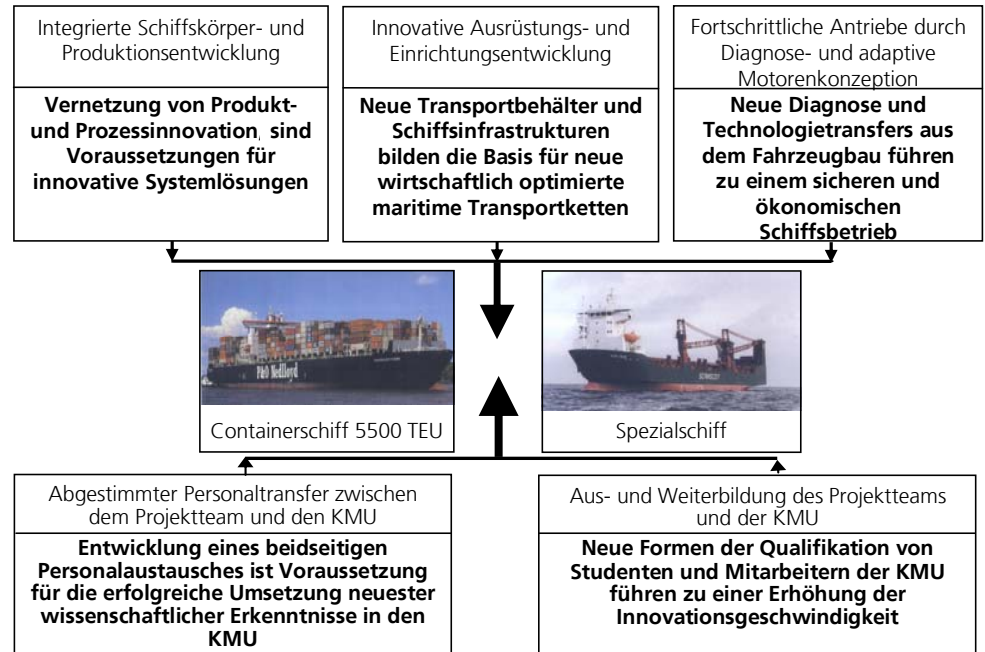 Integrierte Schiffskörper- und
Produktionsentwicklung
Vernetzung von Produkt-
und Prozessinnovation, sind
Voraussetzungen für
innovative Systemlösungen
Innovative Ausrüstungs- und
Einrichtungsentwicklung
Neue Transportbehälter und
Schiffsinfrastrukturen
bilden die Basis für neue
wirtschaftlich optimierte
maritime Transportketten
Fortschrittliche Antriebe durch
Diagnose- und adaptive
Motorenkonzeption
Neue Diagnose und
Technologietransfers aus
dem Fahrzeugbau führen
zu einem sicheren und
ökonomischen
Schiffsbetrieb
P&O Nedlloyd
Containerschiff 5500 TEU
Spezialschiff
Abgestimmter Personaltransfer zwischen
dem Projektteam und den KMU
Entwicklung eines beidseitigen
Personalaustausches ist Voraussetzung
für die erfolgreiche Umsetzung neuester
wissenschaftlicher Erkenntnisse in den
KMU
Aus- und Weiterbildung des Projektteams
und der KMU
Neue Formen der Qualifikation von
Studenten und Mitarbeitern der KMU
führen zu einer Erhöhung der
Innovationsgeschwindigkeit